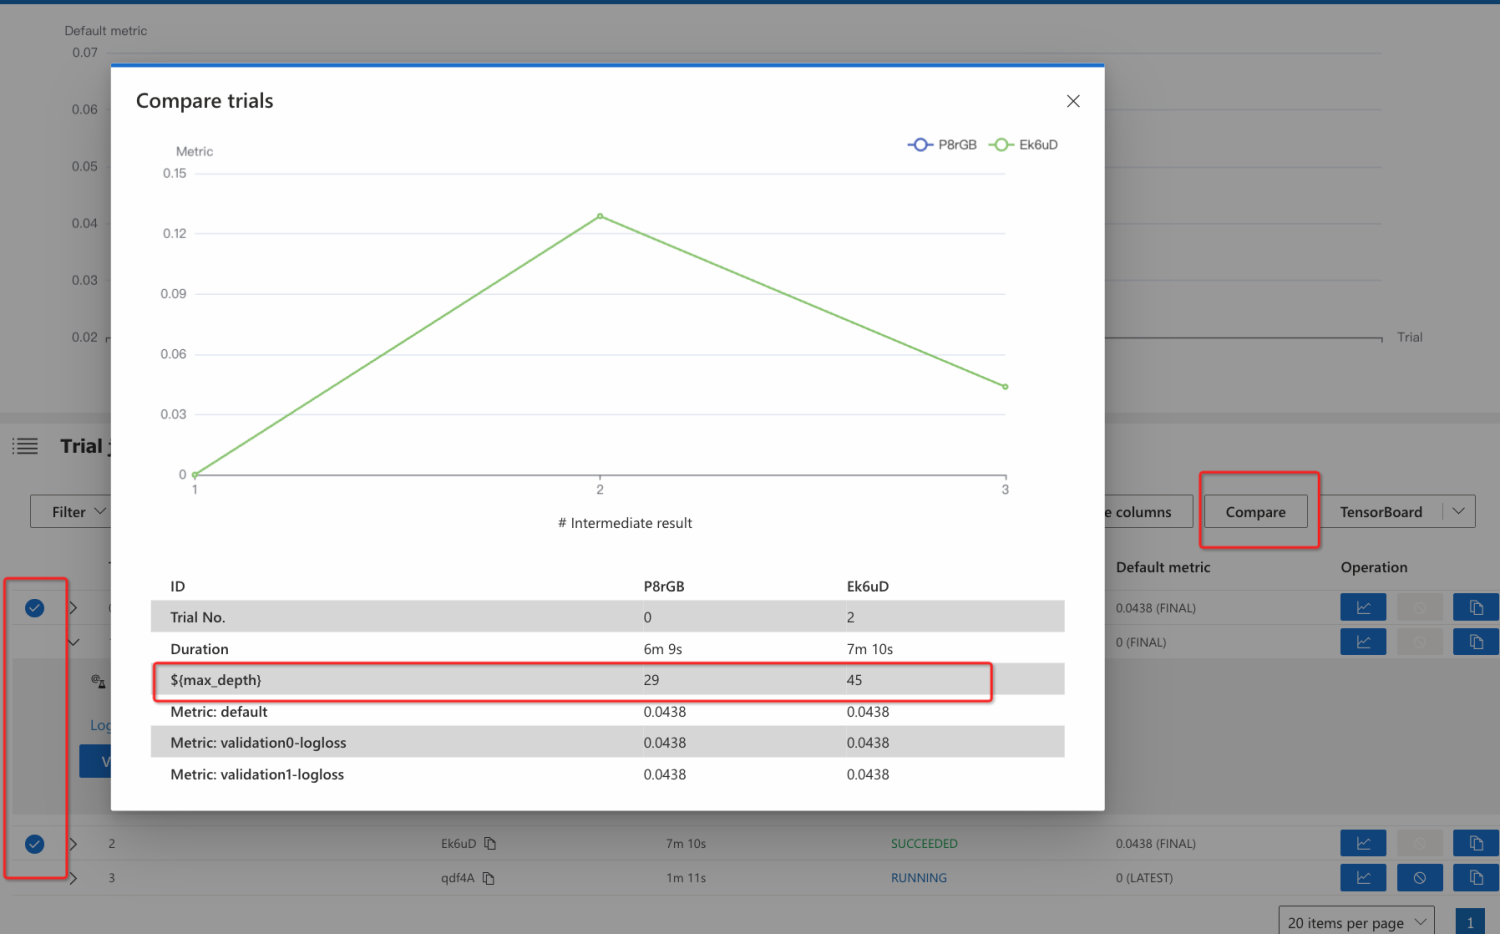 Default metric
0.07
0.06
0.05
0.04
0.03
0.02
Trial
Compare trials
P8rGB Ek6uD
Metric
0.15
0.12
0.09
0.06
0.03
0
1 2 3
# Intermediate result
ID P8rGB Ek6uD
Trial No. 0 2
Duration 6m 9s 7m 10s
${max_depth} 29 45
Metric: default 0.0438 0.0438
Metric: validation0-logloss 0.0438 0.0438
Metric: validation1-logloss 0.0438 0.0438
Trial
Filter
e columns Compare TensorBoard
Default metric Operation
0.0438 (FINAL)
0 (FINAL)
Log
V
2 Ek6uD 7m 10s SUCCEEDED 0.0438 (FINAL)
3 qdf4A 1m 11s RUNNING 0 (LATEST)
20 items per page 1